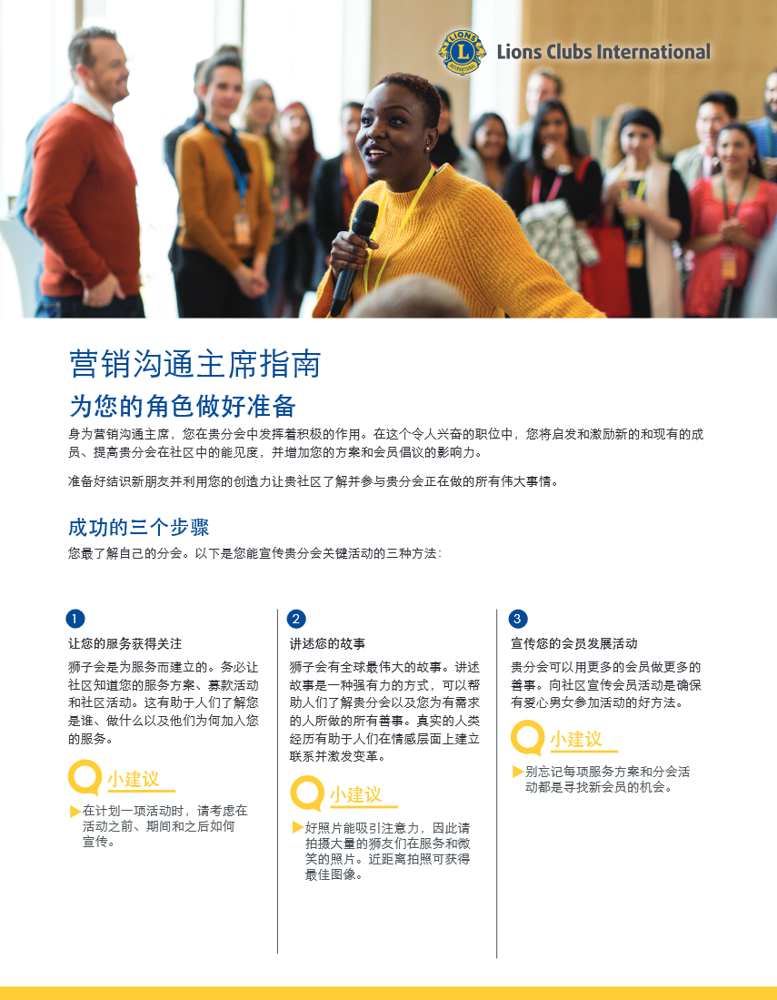 LIONS
L
INTERNATIONAL
Lions Clubs International
营销沟通主席指南
为您的角色做好准备
身为营销沟通主席，您在贵分会中发挥着积极的作用。在这个令人兴奋的职位中，您将启发和激励新的和现有的成
员、提高贵分会在社区中的能见度，并增加您的方案和会员倡议的影响力。
准备好结识新朋友并利用您的创造力让贵社区了解并参与贵分会正在做的所有伟大事情。
成功的三个步骤
您最了解自己的分会。以下是您能宣传贵分会关键活动的三种方法：
1
让您的服务获得关注
狮子会是为服务而建立的。务必让
社区知道您的服务方案、募款活动
和社区活动。这有助于人们了解您
是谁、做什么以及他们为何加入您
的服务。
小建议
在计划一项活动时，请考虑在
活动之前、期间和之后如何
宣传。
2
讲述您的故事
狮子会有全球最伟大的故事。讲述
故事是一种强有力的方式，可以帮
助人们了解贵分会以及您为有需求
的人所做的所有善事。真实的人类
经历有助于人们在情感层面上建立
联系并激发变革。
小建议
好照片能吸引注意力，因此请
拍摄大量的狮友们在服务和微
笑的照片。近距离拍照可获得
最佳图像。
3
宣传您的会员发展活动
贵分会可以用更多的会员做更多的
善事。向社区宣传会员活动是确保
有爱心男女参加活动的好方法。
小建议
别忘记每项服务方案和分会活
动都是寻找新会员的机会。